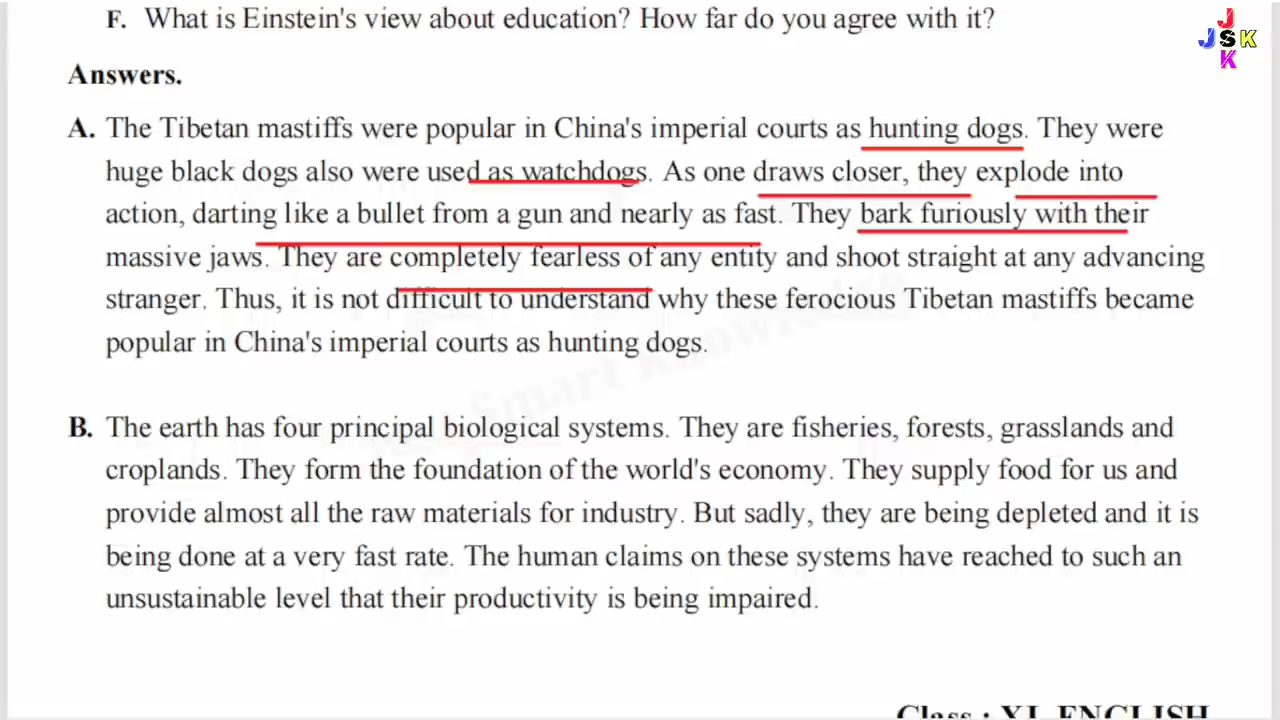 F. What is Einstein's view about education? How far do you agree with it?
J
JSK
K
Answers.
A. The Tibetan mastiffs were popular in China's imperial courts as hunting dogs. They were
huge black dogs also were used as watchdogs. As one draws closer, they explode into
action, darting like a bullet from a gun and nearly as fast. They bark furiously with their
massive jaws. They are completely fearless of any entity and shoot straight at any advancing
stranger. Thus, it is not difficult to understand why these ferocious Tibetan mastiffs became
popular in China's imperial courts as hunting dogs.
B. The earth has four principal biological systems. They are fisheries, forests, grasslands and
croplands. They form the foundation of the world's economy. They supply food for us and
provide almost all the raw materials for industry. But sadly, they are being depleted and it is
being done at a very fast rate. The human claims on these systems have reached to such an
unsustainable level that their productivity is being impaired.
Class : XI ENGLISH